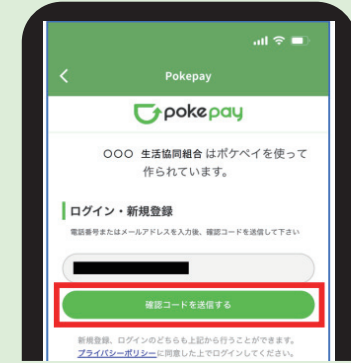 Pokepay
pokepay
○○○ 生活協同組合 はポケペイを使って
作られています。
ログイン・新規登録
電話番号またはメールアドレスを入力後、確認コードを送信して下さい
確認コードを送信する
新規登録、ログインのどちらも上記から行うことができます。
プライバシーポリシーに同意した上でログインしてください。